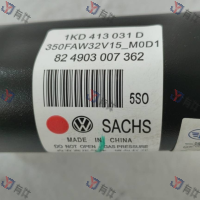 1KD 413 031 D
350FAW32V15_M0D1
82 4903 007 362
5SO
SACHS
MADE IN CHINA
DO NOT OPEN GAS PRESSURE